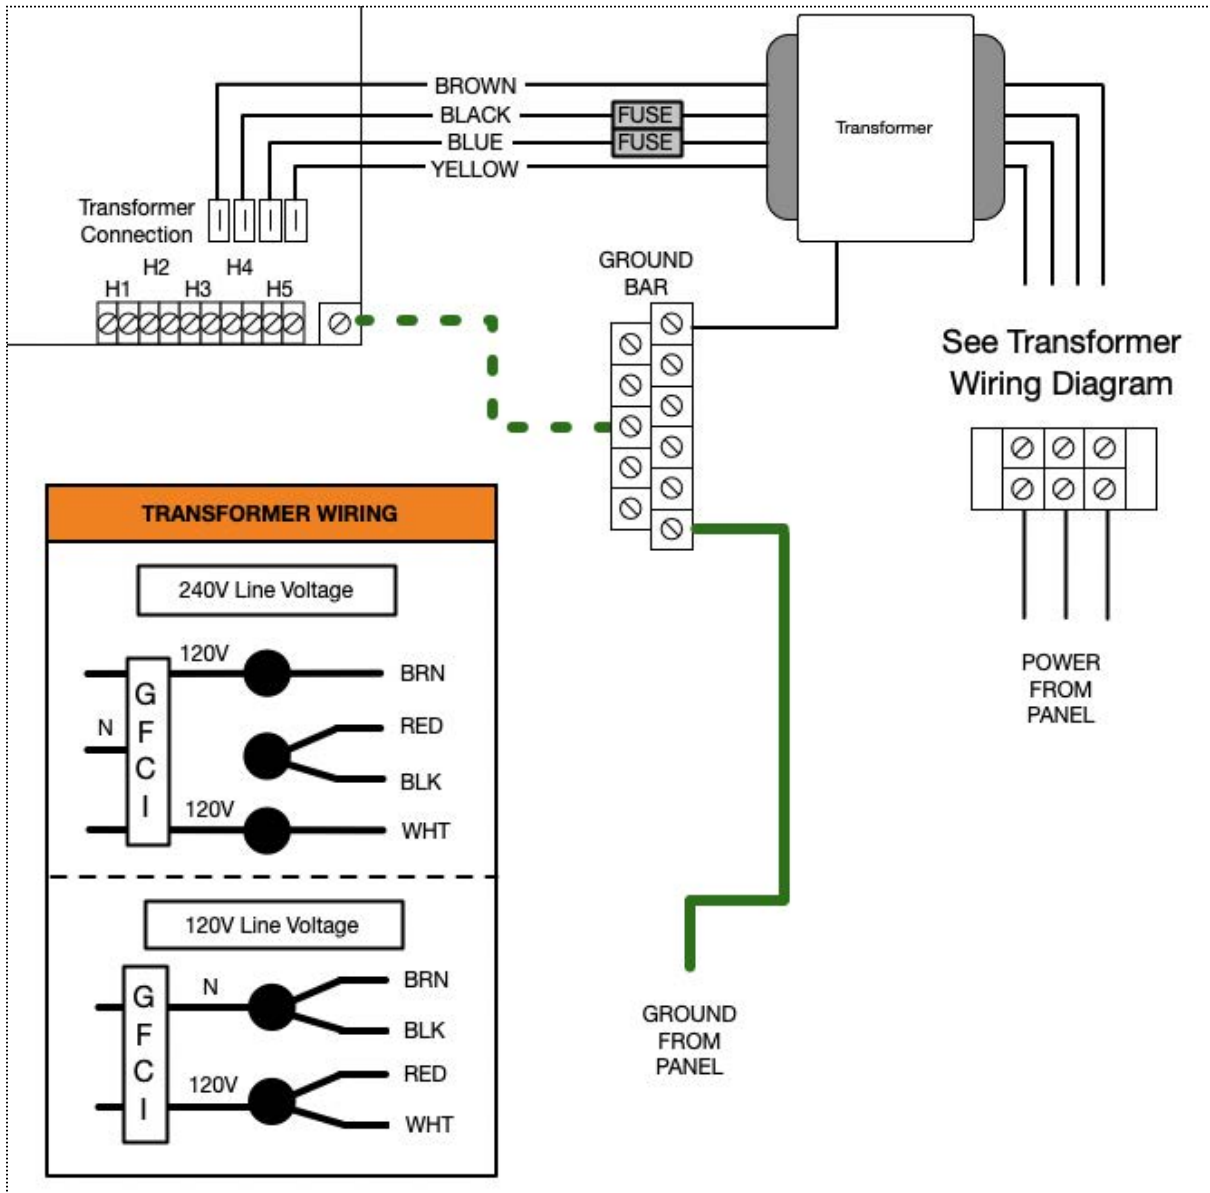 BROWN
BLACK
FUSE
BLUE
FUSE
YELLOW
Transformer
Transformer
Connection
H1
H2
H3
H4
H5
GROUND
BAR
See Transformer
Wiring Diagram
POWER
FROM
PANEL
GROUND
FROM
PANEL
TRANSFORMER WIRING
240V Line Voltage
120V
BRN
N
G
F
C
I
RED
BLK
120V
WHT
120V Line Voltage
G
F
C
I
N
BRN
BLK
120V
RED
WHT